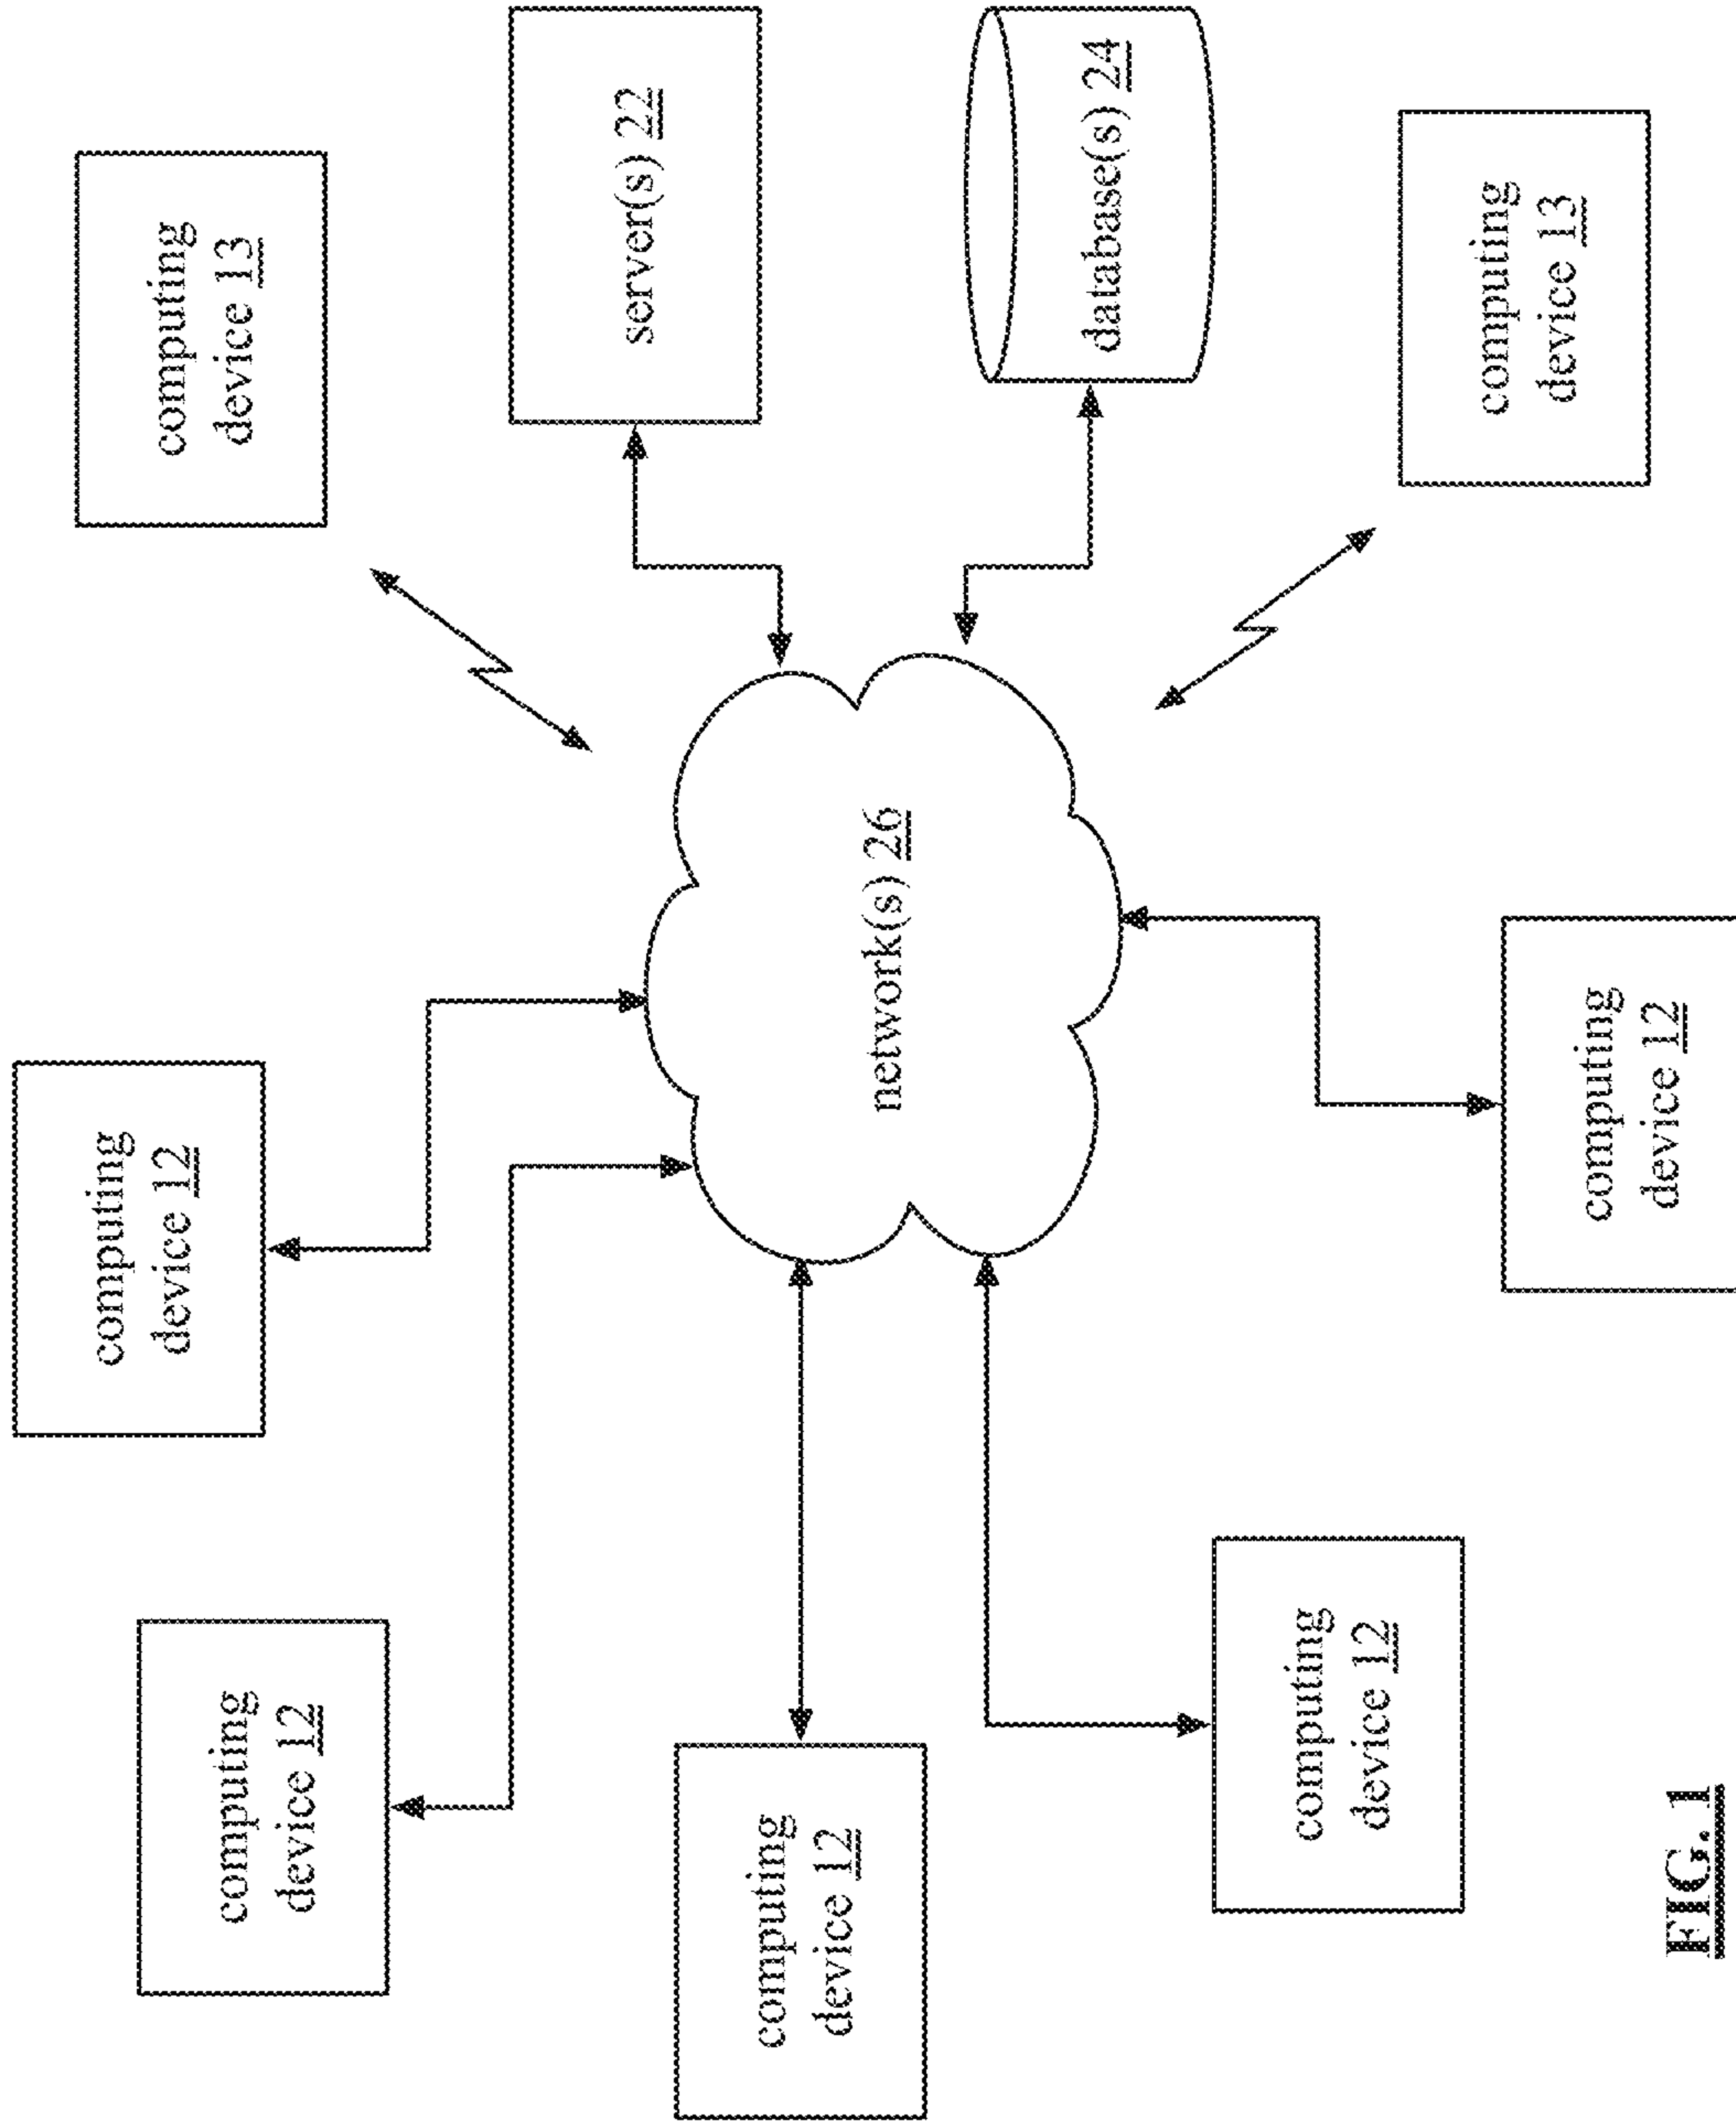 computing
device 12
computing
device 13
computing
device 12
server(s) 22
computing
device 12
network(s) 26
database(s) 24
computing
device 12
computing
device 13
computing
device 12
FIG. 1